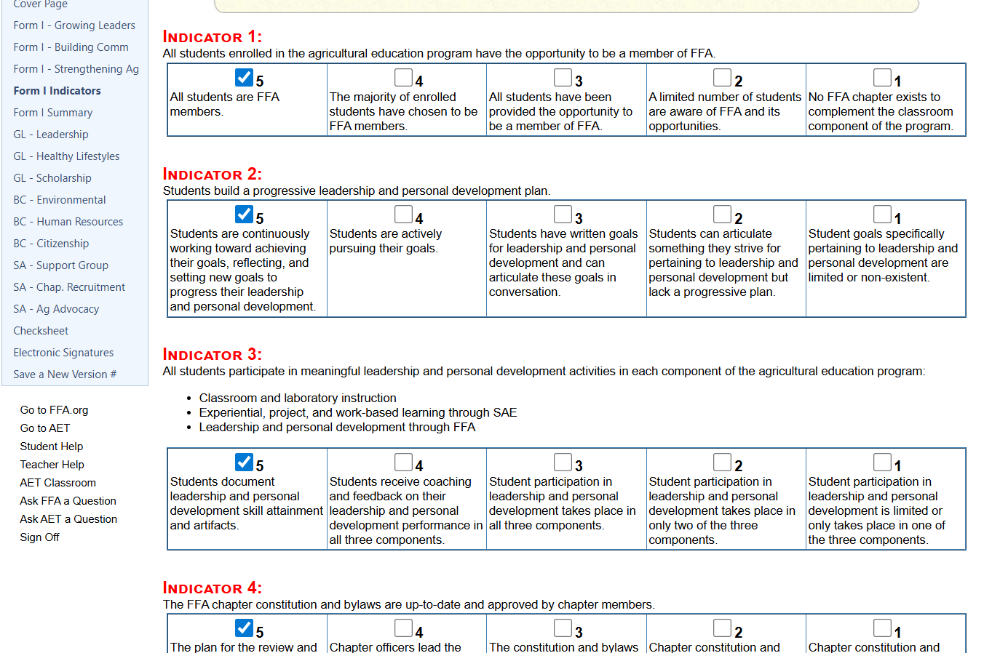 Cover Page
Form I - Growing Leaders
Form I - Building Comm
Form I - Strengthening Ag
Form I Indicators
Form I Summary
GL - Leadership
GL - Healthy Lifestyles
GL - Scholarship
BC - Environmental
BC - Human Resources
BC - Citizenship
SA - Support Group
SA - Chap. Recruitment
SA - Ag Advocacy
Checksheet
Electronic Signatures
Save a New Version #
Go to FFA.org
Go to AET
Student Help
Teacher Help
AET Classroom
Ask FFA a Question
Ask AET a Question
Sign Off
INDICATOR 1:
All students enrolled in the agricultural education program have the opportunity to be a member of FFA.
5
All students are FFA
members.
4
The majority of enrolled
students have chosen to be
FFA members.
3
All students have been
provided the opportunity to
be a member of FFA.
2
A limited number of students
are aware of FFA and its
opportunities.
1
No FFA chapter exists to
complement the classroom
component of the program.
INDICATOR 2:
Students build a progressive leadership and personal development plan.
5
Students are continuously
working toward achieving
their goals, reflecting, and
setting new goals to
progress their leadership
and personal development.
4
Students are actively
pursuing their goals.
3
Students have written goals
for leadership and personal
development and can
articulate these goals in
conversation.
2
Students can articulate
something they strive for
pertaining to leadership and
personal development but
lack a progressive plan.
1
Student goals specifically
pertaining to leadership and
personal development are
limited or non-existent.
INDICATOR 3:
All students participate in meaningful leadership and personal development activities in each component of the agricultural education program:
• Classroom and laboratory instruction
• Experiential, project, and work-based learning through SAE
• Leadership and personal development through FFA
5
Students document
leadership and personal
development skill attainment
and artifacts.
4
Students receive coaching
and feedback on their
leadership and personal
development performance in
all three components.
3
Student participation in
leadership and personal
development takes place in
all three components.
2
Student participation in
leadership and personal
development takes place in
only two of the three
components.
1
Student participation in
leadership and personal
development is limited or
only takes place in one of
the three components.
INDICATOR 4:
The FFA chapter constitution and bylaws are up-to-date and approved by chapter members.
5
The plan for the review and
4
Chapter officers lead the
3
The constitution and bylaws
2
Chapter constitution and
1
Chapter constitution and